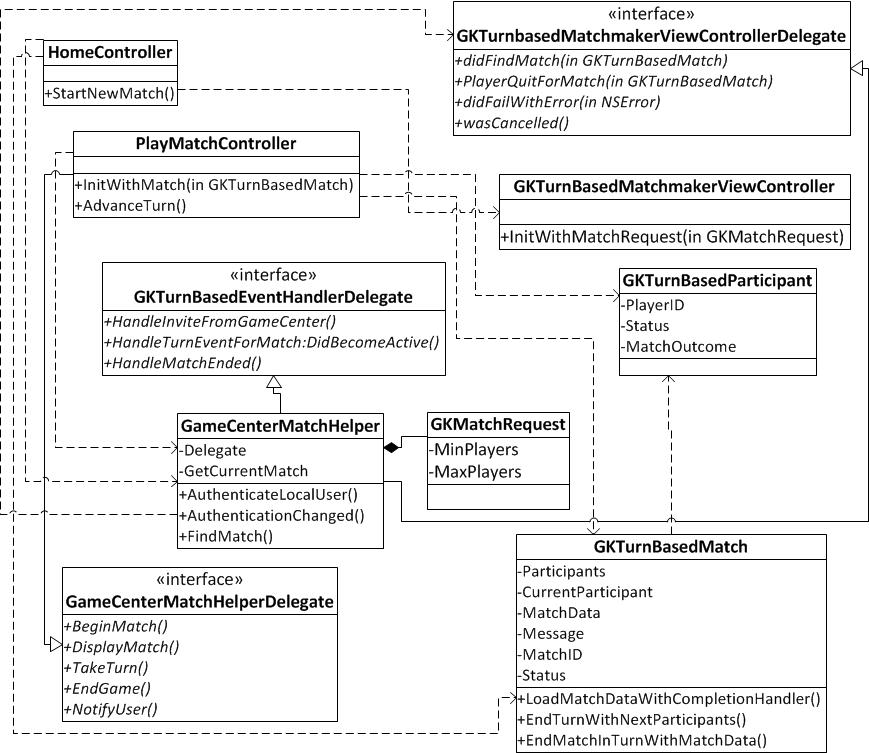 HomeController
+StartNewMatch()
«interface»
GKTurnbasedMatchmakerViewControllerDelegate
+didFindMatch(in GKTurnBasedMatch)
+PlayerQuitForMatch(in GKTurnBasedMatch)
+didFailWithError(in NSError)
+wasCancelled()
PlayMatchController
+InitWithMatch(in GKTurnBasedMatch)
+AdvanceTurn()
GKTurnBasedMatchmakerViewController
+InitWithMatchRequest(in GKMatchRequest)
«interface»
GKTurnBasedEventHandlerDelegate
+HandleInviteFromGameCenter()
+HandleTurnEventForMatch:DidBecomeActive()
+HandleMatchEnded()
GKTurnBasedParticipant
-PlayerID
-Status
-MatchOutcome
GameCenterMatchHelper
-Delegate
-GetCurrentMatch
+AuthenticateLocalUser()
+AuthenticationChanged()
+FindMatch()
GKMatchRequest
-MinPlayers
-MaxPlayers
«interface»
GameCenterMatchHelperDelegate
+BeginMatch()
+DisplayMatch()
+TakeTurn()
+EndGame()
+NotifyUser()
GKTurnBasedMatch
-Participants
-CurrentParticipant
-MatchData
-Message
-MatchID
-Status
+LoadMatchDataWithCompletionHandler()
+EndTurnWithNextParticipants()
+EndMatchInTurnWithMatchData()